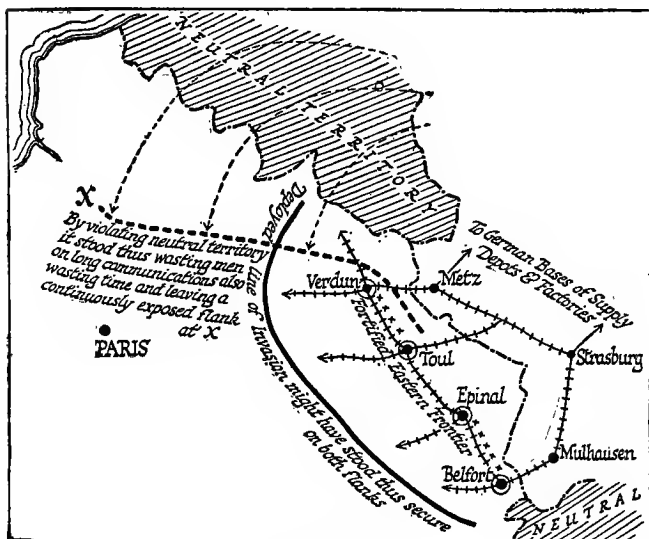 NEUTRAL TERRITORY
X
By violating neutral territory
it stood thus wasting men
on long communications also
wasting time and leaving a
continuously exposed flank
at X
PARIS
Deployed line of Invasion might have stood thus secure
on both flanks
Verdun
Metz
To German Bases of Supply
Depots & Factories
Fortified Eastern Frontier
Toul
Strasburg
Epinal
Mulhausen
Belfort
NEUTRAL